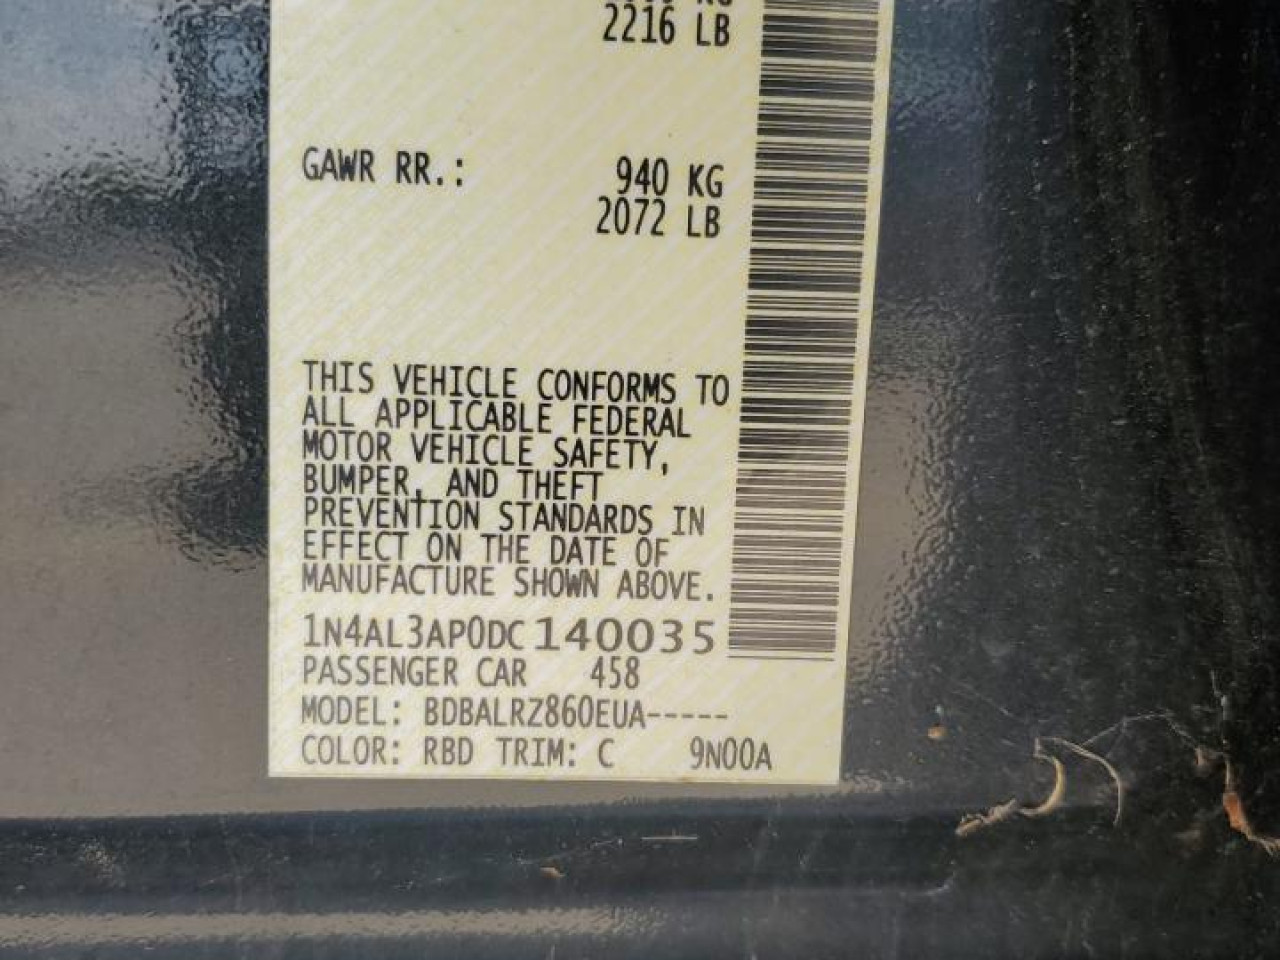 2216 LB
GAWR RR.: 940 KG
2072 LB
THIS VEHICLE CONFORMS TO
ALL APPLICABLE FEDERAL
MOTOR VEHICLE SAFETY,
BUMPER, AND THEFT
PREVENTION STANDARDS IN
EFFECT ON THE DATE OF
MANUFACTURE SHOWN ABOVE.
1N4AL3AP0DC140035
PASSENGER CAR 458
MODEL: BDBALRZ860EUA-----
COLOR: RBD TRIM: C 9N00A